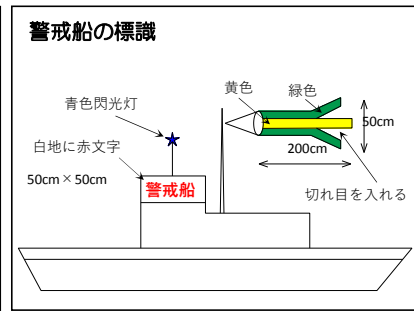 警戒船の標識
黄色
緑色
青色閃光灯
50cm
白地に赤文字
200cm
50cm×50cm
警戒船
切れ目を入れる